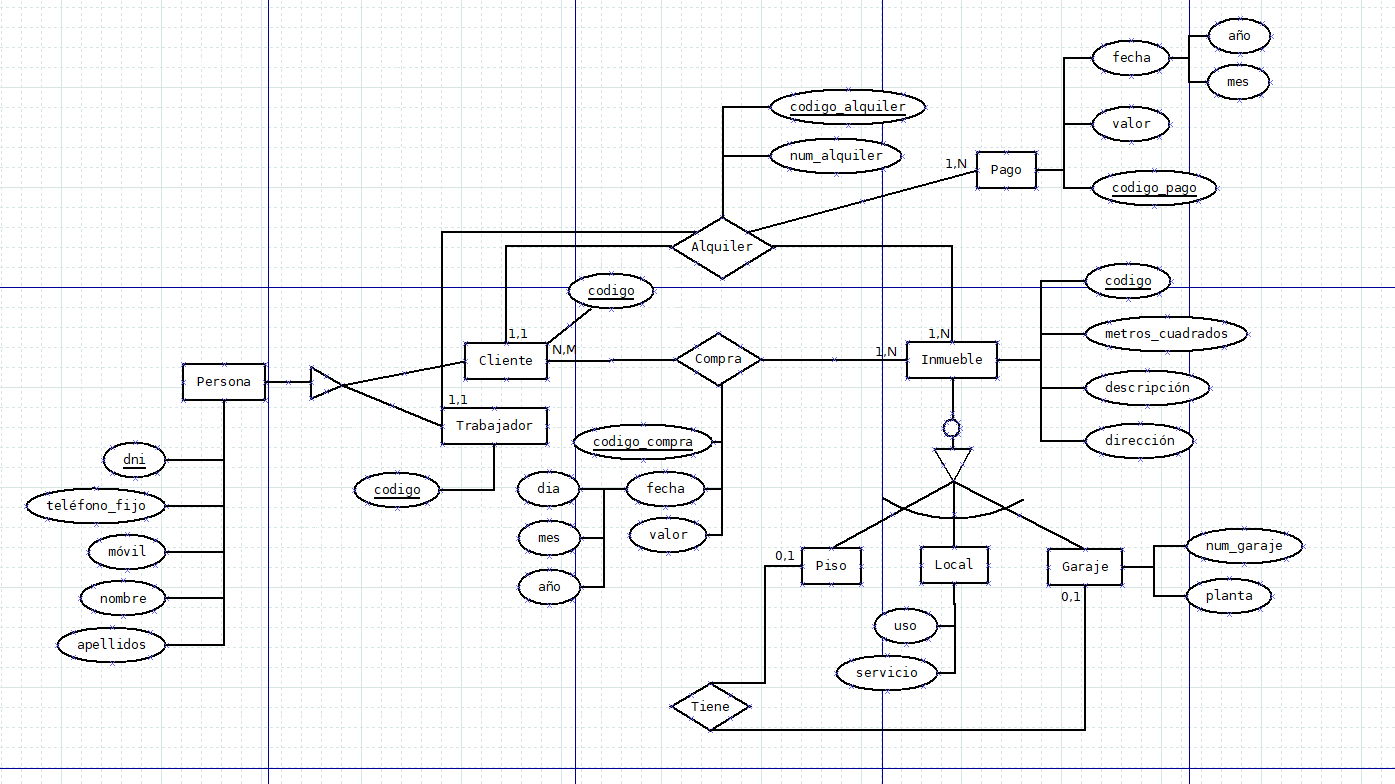 año
fecha
mes
codigo_alquiler
valor
num_alquiler
1,N
Pago
codigo_pago
Alquiler
codigo
codigo
1,1
1,N
metros_cuadrados
N,M
Cliente
Compra
1,N
Inmueble
Persona
descripción
1,1
Trabajador
codigo_compra
dirección
dni
codigo
dia
fecha
teléfono_fijo
mes
valor
móvil
num_garaje
0,1
Piso
Local
Garaje
año
0,1
planta
nombre
uso
apellidos
servicio
Tiene